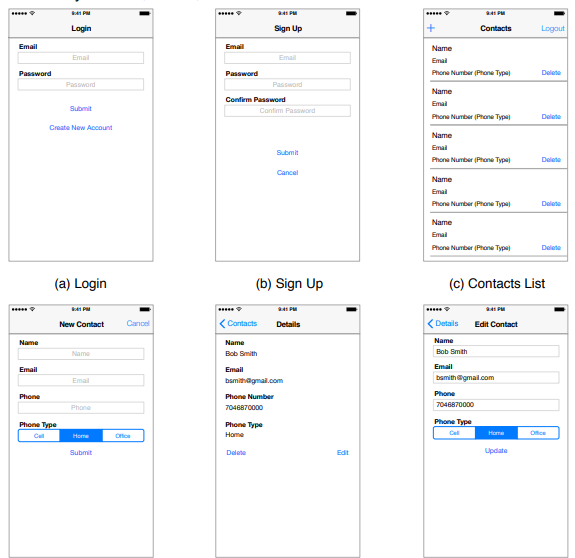 9:41 PM
Login
Email
Email
Password
Password
Submit
Create New Account
9:41 PM
Sign Up
Email
Email
Password
Password
Confirm Password
Confirm Password
Submit
Cancel
9:41 PM
+ Contacts Logout
Name
Email
Phone Number (Phone Type) Delete
Name
Email
Phone Number (Phone Type) Delete
Name
Email
Phone Number (Phone Type) Delete
Name
Email
Phone Number (Phone Type) Delete
Name
Email
Phone Number (Phone Type) Delete
(a) Login
(b) Sign Up
(c) Contacts List
9:41 PM
New Contact Cancel
Name
Name
Email
Email
Phone
Phone
Phone Type
Cell Home Office
Submit
9:41 PM
Contacts Details
Name
Bob Smith
Email
bsmith@gmail.com
Phone Number
7046870000
Phone Type
Home
Delete Edit
9:41 PM
Details Edit Contact
Name
Bob Smith
Email
bsmith@gmail.com
Phone
7046870000
Phone Type
Cell Home Office
Update